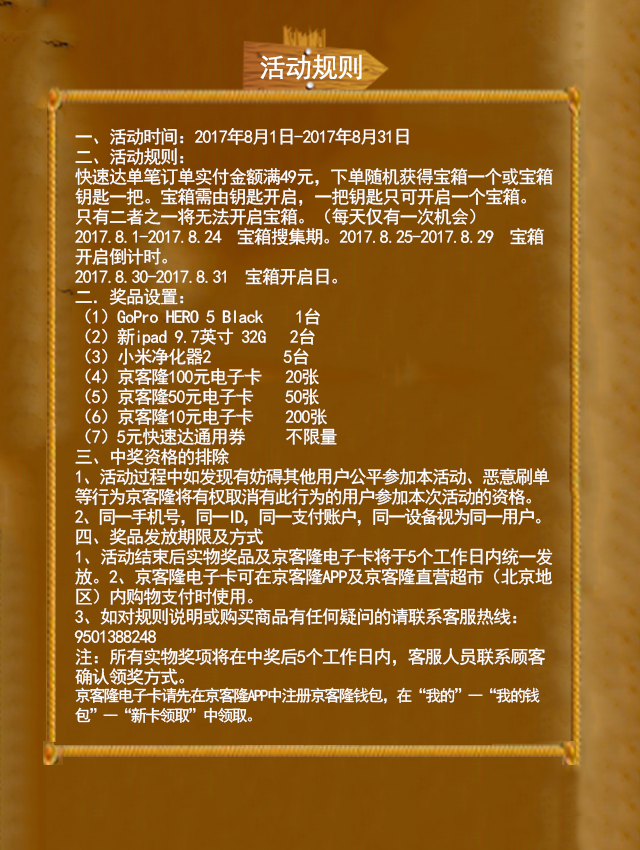 活动规则
一、活动时间：2017年8月1日-2017年8月31日
二、活动规则：
快速达单笔订单实付金额满49元，下单随机获得宝箱一个或宝箱
钥匙一把。宝箱需由钥匙开启，一把钥匙只可开启一个宝箱。
只有二者之一将无法开启宝箱。（每天仅有一次机会）
2017.8.1-2017.8.24 宝箱搜集期。2017.8.25-2017.8.29 宝箱
开启倒计时。
2017.8.30-2017.8.31 宝箱开启日。
二．奖品设置：
（1）GoPro HERO 5 Black 1台
（2）新ipad 9.7英寸 32G 2台
（3）小米净化器2 5台
（4）京客隆100元电子卡 20张
（5）京客隆50元电子卡 50张
（6）京客隆10元电子卡 200张
（7）5元快速达通用券 不限量
三、中奖资格的排除
1、活动过程中如发现有妨碍其他用户公平参加本活动、恶意刷单
等行为京客隆将有权取消有此行为的用户参加本次活动的资格。
2、同一手机号，同一ID，同一支付账户，同一设备视为同一用户。
四、奖品发放期限及方式
1、活动结束后实物奖品及京客隆电子卡将于5个工作日内统一发
放。2、京客隆电子卡可在京客隆APP及京客隆直营超市（北京地
区）内购物支付时使用。
3、如对规则说明或购买商品有任何疑问的请联系客服热线：
9501388248
注：所有实物奖项将在中奖后5个工作日内，客服人员联系顾客
确认领奖方式。
京客隆电子卡请先在京客隆APP中注册京客隆钱包，在“我的”—“我的钱
包”—“新卡领取”中领取。